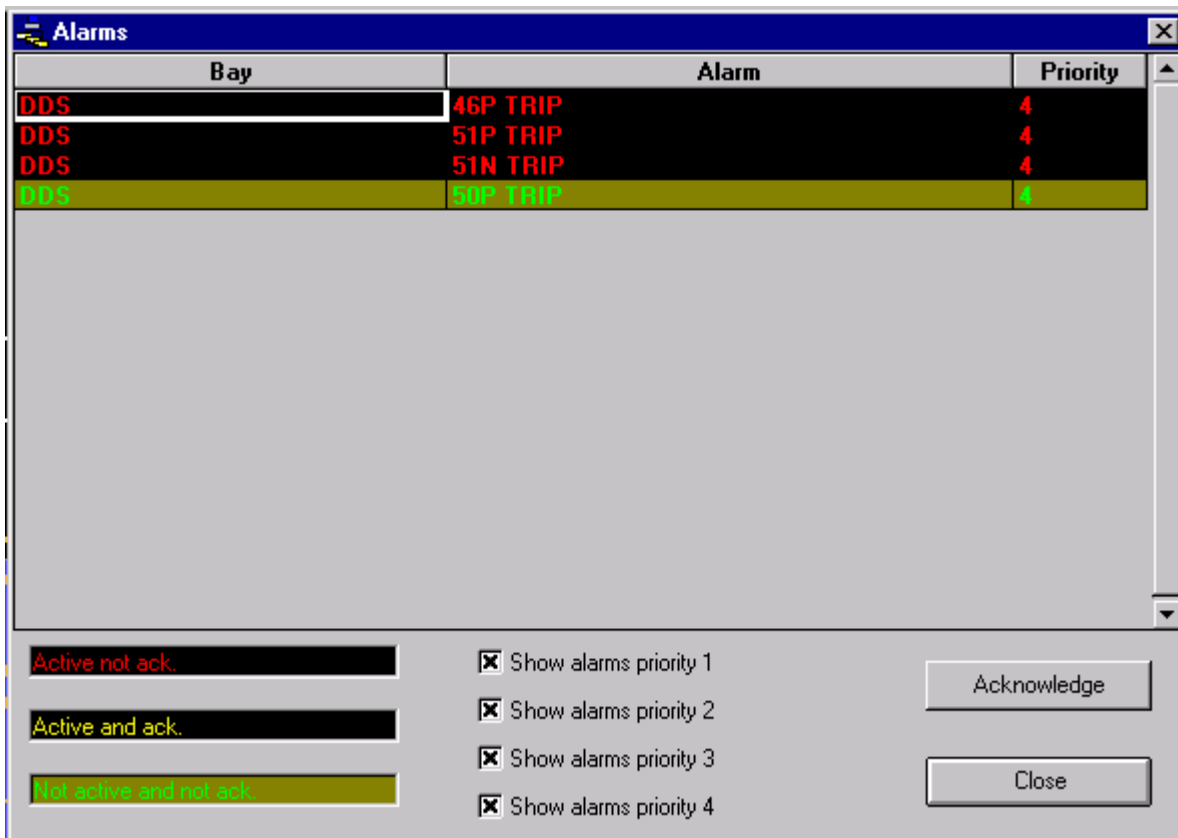 Alarms
Bay Alarm Priority
DDS 46P TRIP 4
DDS 51P TRIP 4
DDS 51N TRIP 4
DDS 50P TRIP 4
Active not ack.
Active and ack.
Not active and not ack.
Show alarms priority 1
Show alarms priority 2
Show alarms priority 3
Show alarms priority 4
Acknowledge
Close